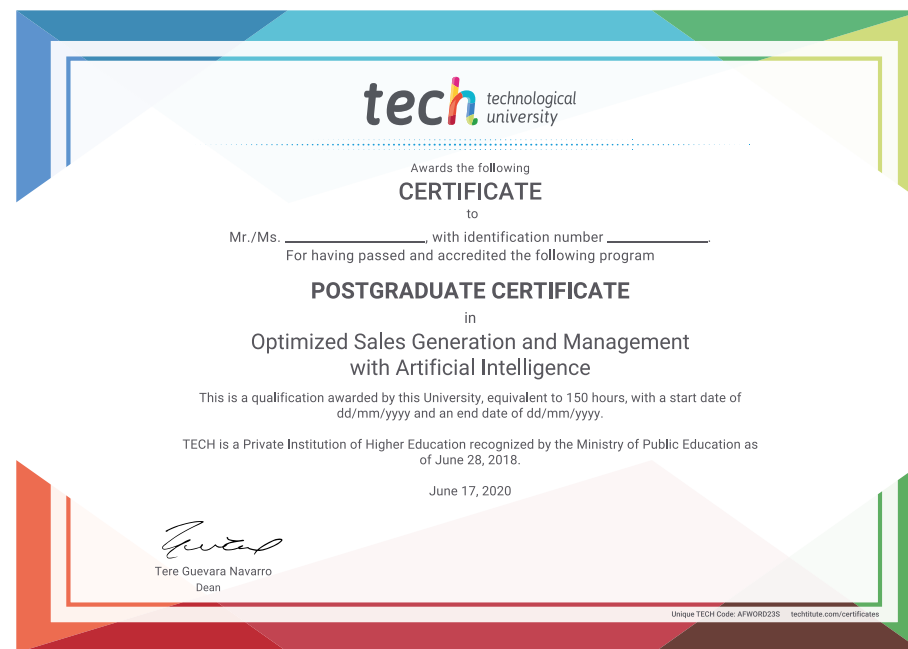 tech technological
university
Awards the following
CERTIFICATE
to
Mr./Ms. ____________________, with identification number _______________.
For having passed and accredited the following program
POSTGRADUATE CERTIFICATE
in
Optimized Sales Generation and Management
with Artificial Intelligence
This is a qualification awarded by this University, equivalent to 150 hours, with a start date of
dd/mm/yyyy and an end date of dd/mm/yyyy.
TECH is a Private Institution of Higher Education recognized by the Ministry of Public Education as
of June 28, 2018.
June 17, 2020
Tere Guevara Navarro
Dean
Unique TECH Code: AFWORD23S techtitute.com/certificates